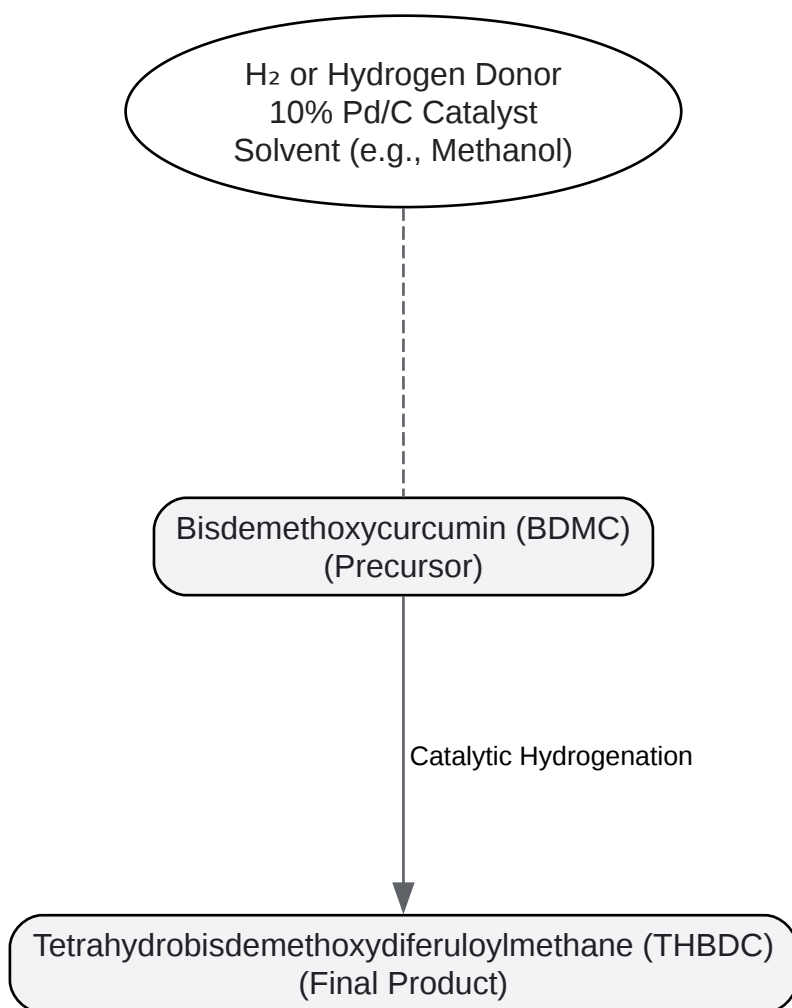 H₂ or Hydrogen Donor
10% Pd/C Catalyst
Solvent (e.g., Methanol)
Bisdemethoxycurcumin (BDMC)
(Precursor)
Catalytic Hydrogenation
Tetrahydrobisdemethoxydiferuloylmethane (THBDC)
(Final Product)